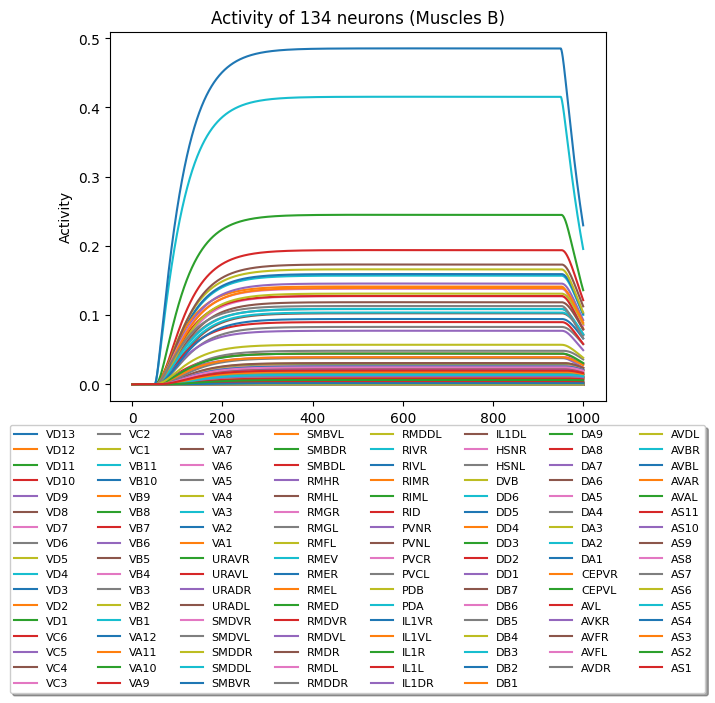 Activity of 134 neurons (Muscles B)
0.5
0.4
0.3
0.2
0.1
0.0
Activity
0 200 400 600 800 1000
VD13 VC2 VA8 SMBVL RMDDL IL1DL DA9 AVDL
VD12 VC1 VA7 SMBDR RIVR HSNR DA8 AVBR
VD11 VB11 VA6 SMBDL RIVL HSNL DA7 AVBL
VD10 VB10 VA5 RMHR RIMR DVB DA6 AVAR
VD9 VB9 VA4 RMHL RIML DD6 DA5 AVAL
VD8 VB8 VA3 RMGR RID DD5 DA4 AS11
VD7 VB7 VA2 RMGL PVNR DD4 DA3 AS10
VD6 VB6 VA1 RMFL PVNL DD3 DA2 AS9
VD5 VB5 URAVR RMEV PVCR DD2 DA1 AS8
VD4 VB4 URAVL RMER PVCL DD1 CEPVR AS7
VD3 VB3 URADR RMEL PDB DB7 CEPVL AS6
VD2 VB2 URADL RMED PDA DB6 AVL AS5
VD1 VB1 SMDVR RMDVR IL1VR DB5 AVKR AS4
VC6 VA12 SMDVL RMDVL IL1VL DB4 AVFR AS3
VC5 VA11 SMDDR RMDR IL1R DB3 AVFL AS2
VC4 VA10 SMDDL RMDL IL1L DB2 AVDR AS1
VC3 VA9 SMBVR RMDDR IL1DR DB1